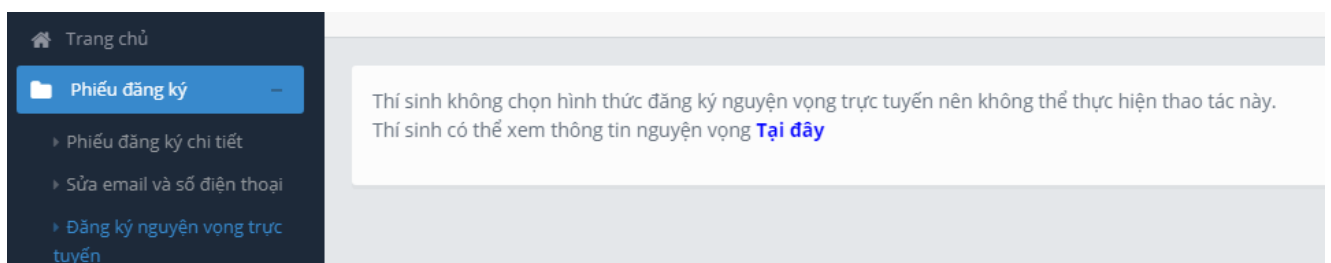 Trang chủ
Phiếu đăng ký
Phiếu đăng ký chi tiết
Sửa email và số điện thoại
Đăng ký nguyện vọng trực
tuyến
Thí sinh không chọn hình thức đăng ký nguyện vọng trực tuyến nên không thể thực hiện thao tác này.
Thí sinh có thể xem thông tin nguyện vọng Tại đây